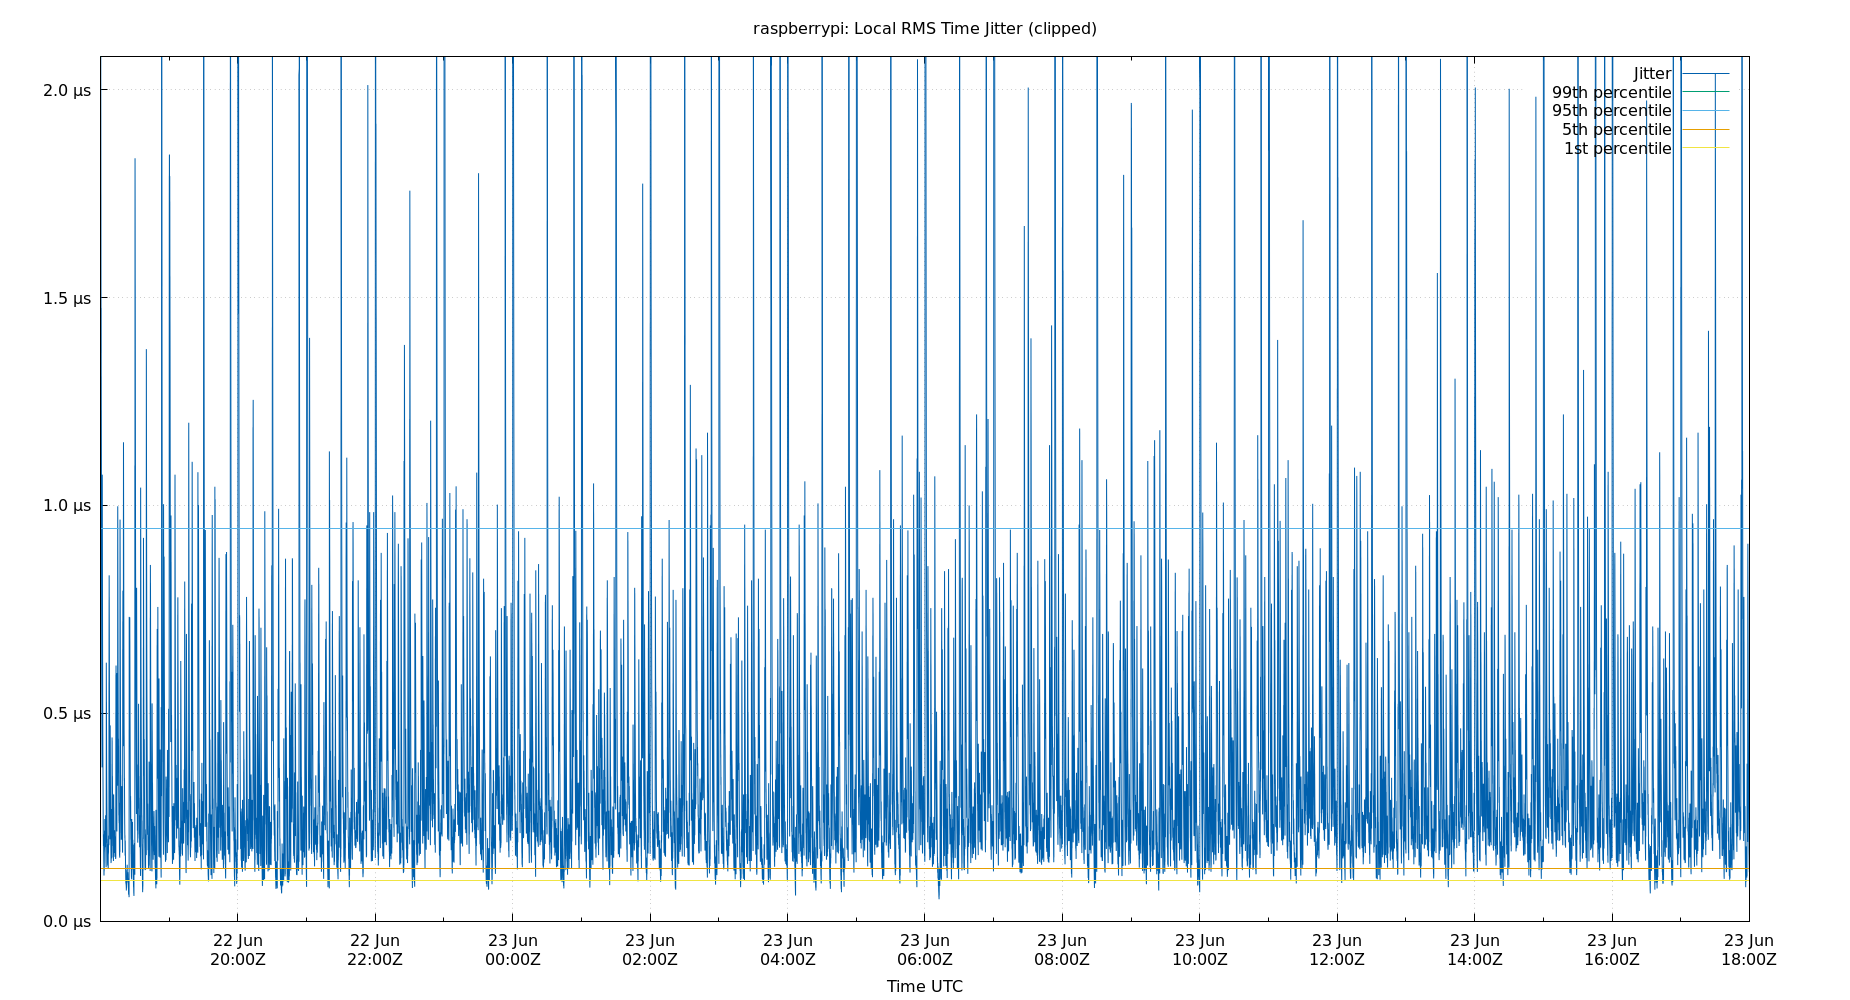 raspberrypi: Local RMS Time Jitter (clipped)
2.0 µs
1.5 µs
1.0 µs
0.5 µs
0.0 µs
Jitter
99th percentile
95th percentile
5th percentile
1st percentile
22 Jun 22 Jun 23 Jun 23 Jun 23 Jun 23 Jun 23 Jun 23 Jun 23 Jun 23 Jun 23 Jun 23 Jun
20:00Z 22:00Z 00:00Z 02:00Z 04:00Z 06:00Z 08:00Z 10:00Z 12:00Z 14:00Z 16:00Z 18:00Z
Time UTC